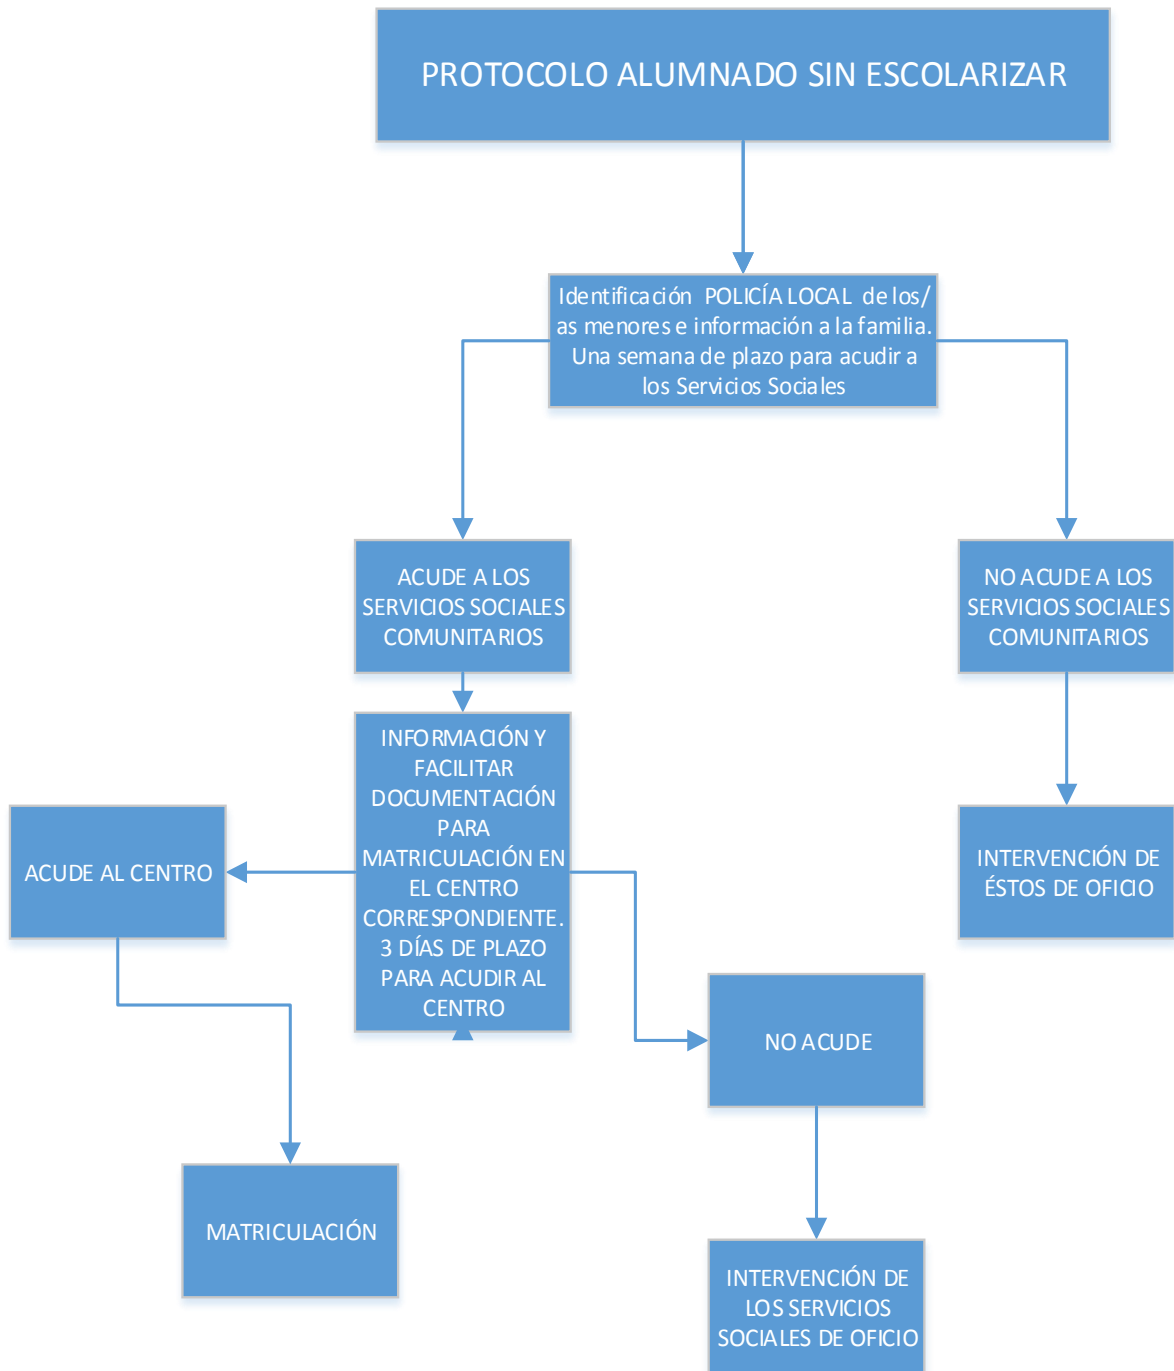 PROTOCOLO ALUMNADO SIN ESCOLARIZAR
Identificación POLICÍA LOCAL de los/
as menores e información a la familia.
Una semana de plazo para acudir a
los Servicios Sociales
ACUDE A LOS
SERVICIOS SOCIALES
COMUNITARIOS
NO ACUDE A LOS
SERVICIOS SOCIALES
COMUNITARIOS
INFORMACIÓN Y
FACILITAR
DOCUMENTACIÓN
PARA
MATRICULACIÓN EN
EL CENTRO
CORRESPONDIENTE.
3 DÍAS DE PLAZO
PARA ACUDIR AL
CENTRO
ACUDE AL CENTRO
INTERVENCIÓN DE
ÉSTOS DE OFICIO
NO ACUDE
MATRICULACIÓN
INTERVENCIÓN DE
LOS SERVICIOS
SOCIALES DE OFICIO